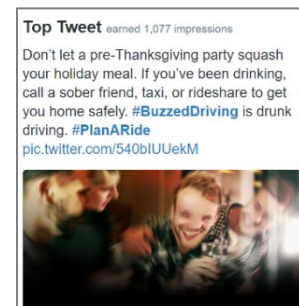 Top Tweet earned 1,077 impressions
Don't let a pre-Thanksgiving party squash
your holiday meal. If you've been drinking,
call a sober friend, taxi, or rideshare to get
you home safely. #BuzzedDriving is drunk
driving. #PlanARide
pic.twitter.com/540bIUUekM